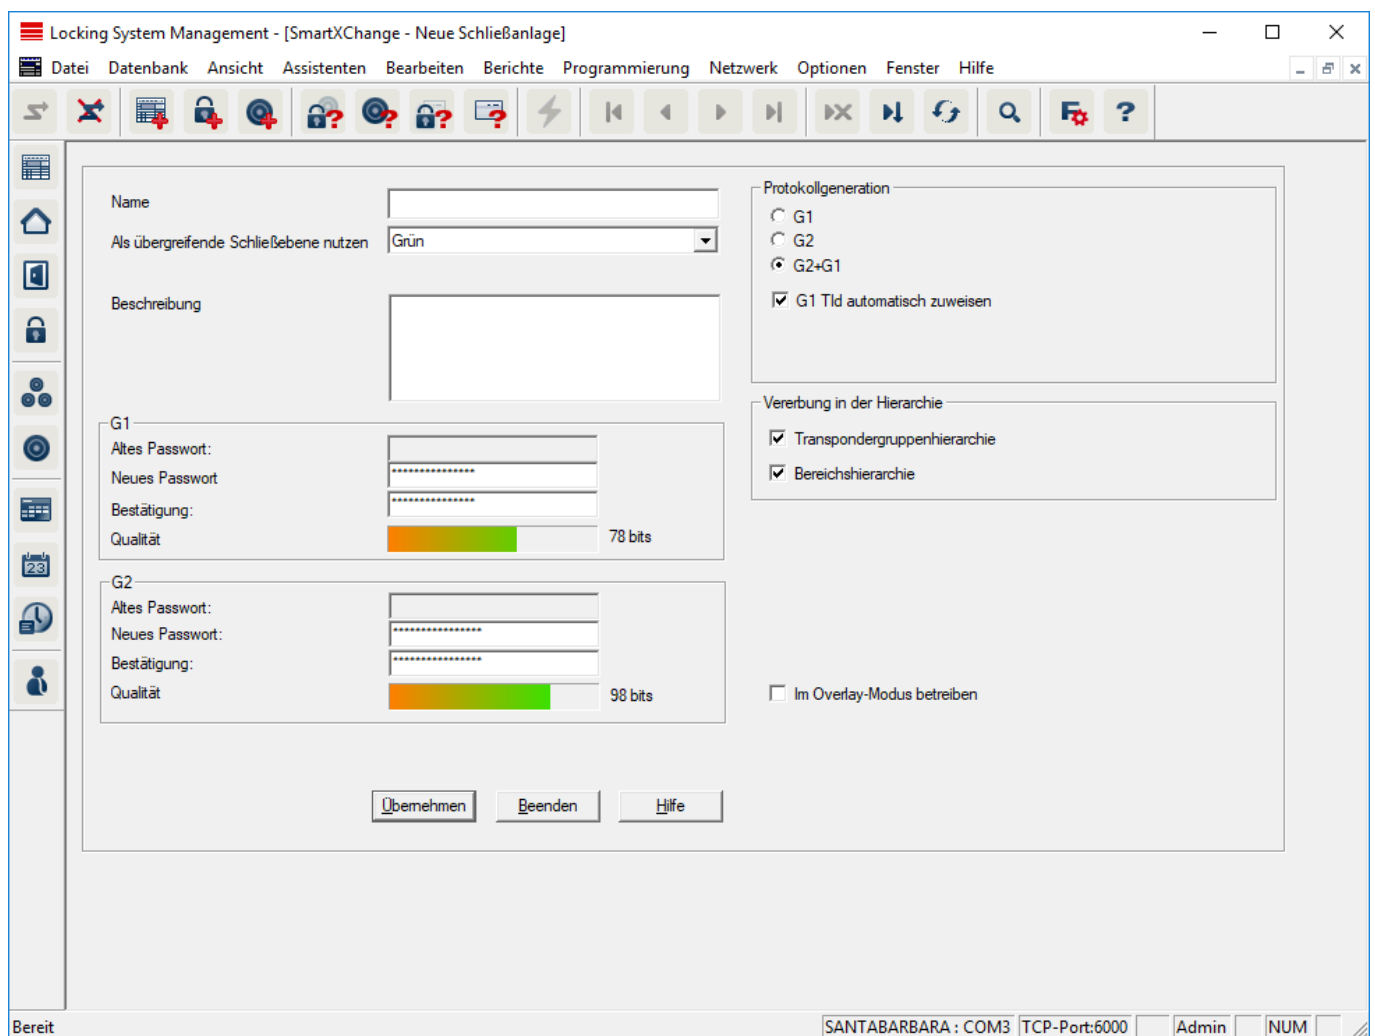 Locking System Management - [SmartXChange - Neue Schließanlage]
Datei Datenbank Ansicht Assistenten Bearbeiten Berichte Programmierung Netzwerk Optionen Fenster Hilfe
Name
Als übergreifende Schließebene nutzen Grün
Beschreibung
G1
Altes Passwort:
Neues Passwort ***************
Bestätigung: ***************
Qualität 78 bits
G2
Altes Passwort:
Neues Passwort: ****************
Bestätigung: ****************
Qualität 98 bits
Übernehmen Beenden Hilfe
Protokollgeneration
G1
G2
G2+G1
G1 TId automatisch zuweisen
Vererbung in der Hierarchie
Transpondergruppenhierarchie
Bereichshierarchie
Im Overlay-Modus betreiben
23
Bereit SANTABARBARA : COM3 TCP-Port:6000 Admin NUM